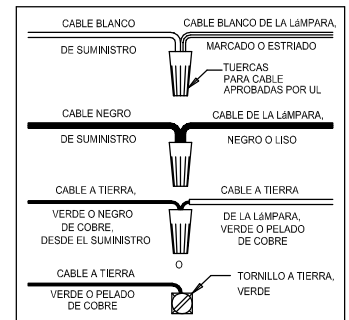 CABLE BLANCO
CABLE BLANCO DE LA LáMPARA,
DE SUMINISTRO
MARCADO O ESTRIADO
TUERCAS
PARA CABLE
APROBADAS POR UL
CABLE NEGRO
CABLE DE LA LáMPARA,
DE SUMINISTRO
NEGRO O LISO
CABLE A TIERRA,
CABLE A TIERRA
VERDE O NEGRO
DE COBRE,
DESDE EL SUMINISTRO
DE LA LáMPARA,
VERDE O PELADO
DE COBRE
O
CABLE A TIERRA
TORNILLO A TIERRA,
VERDE
VERDE O PELADO
DE COBRE